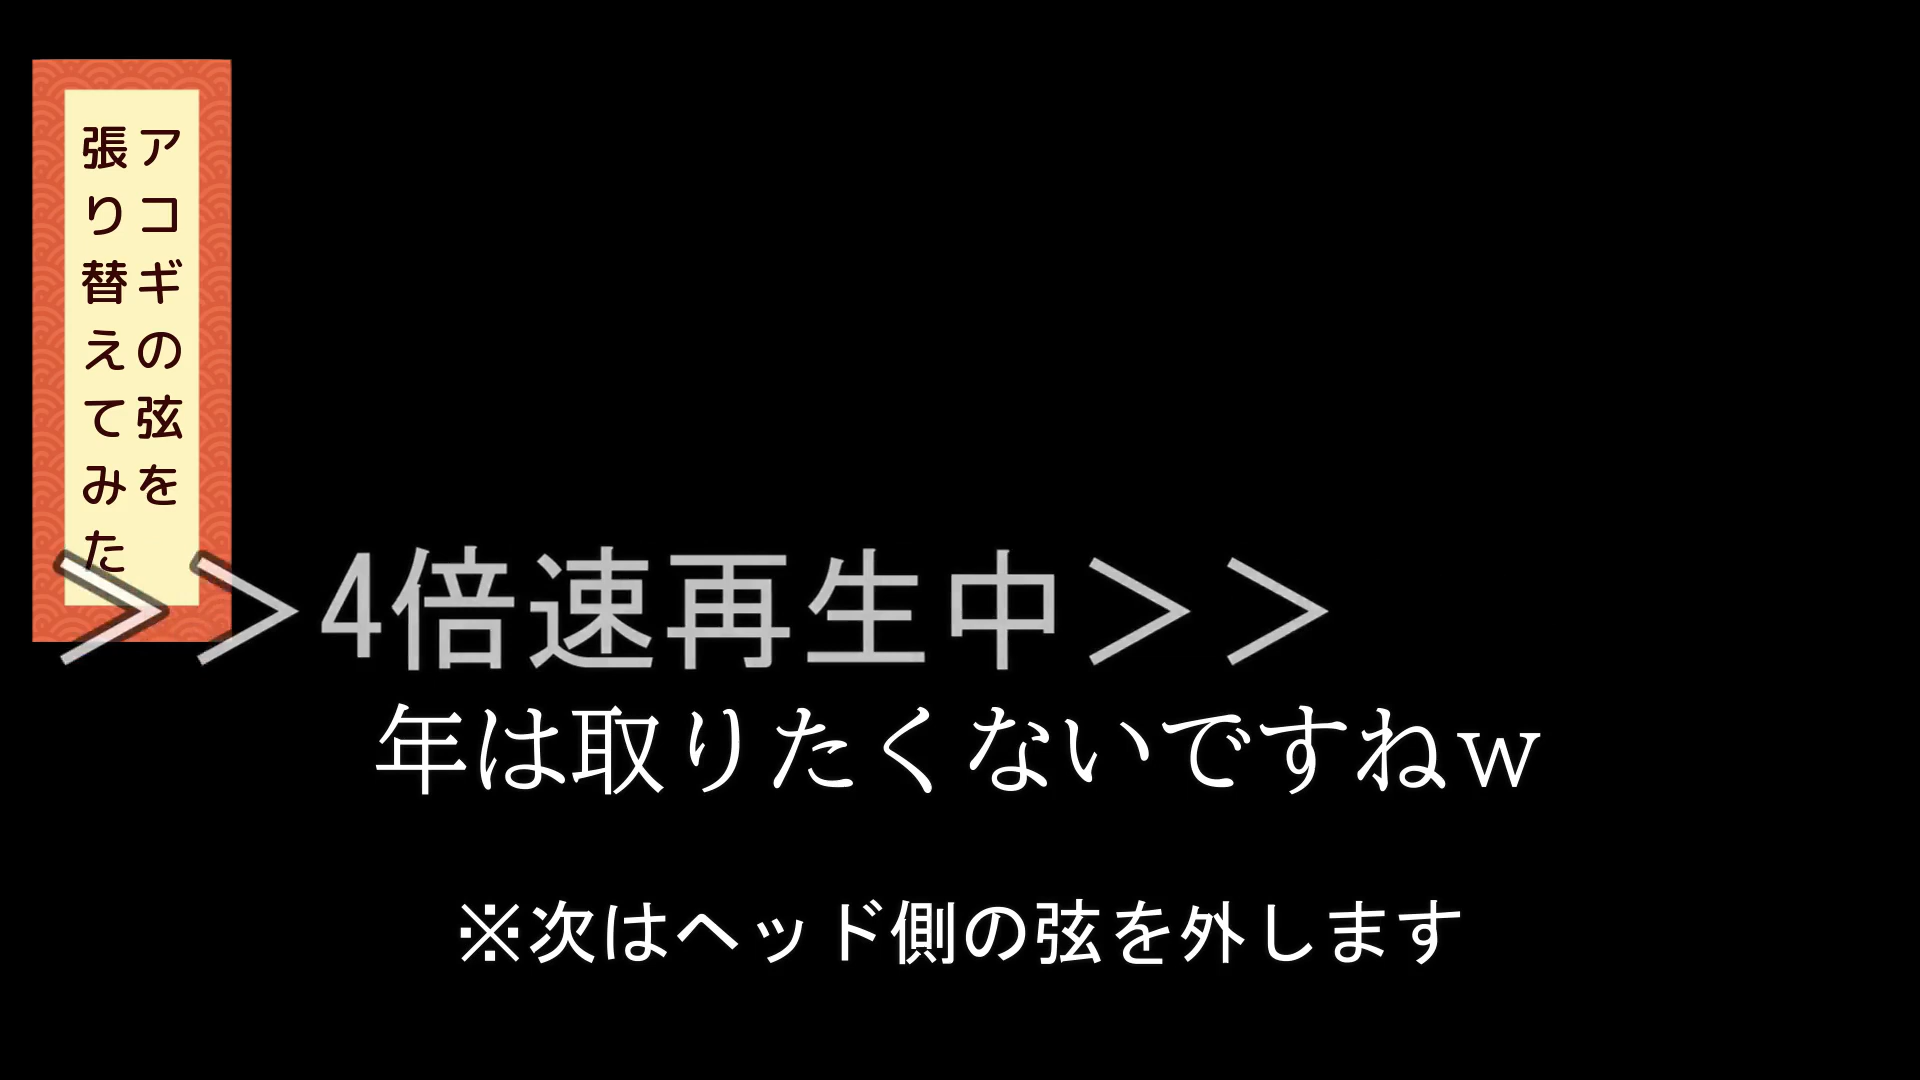 アコギの弦を
張り替えてみた
＞＞4倍速再生中＞＞
年は取りたくないですねｗ
※次はヘッド側の弦を外します